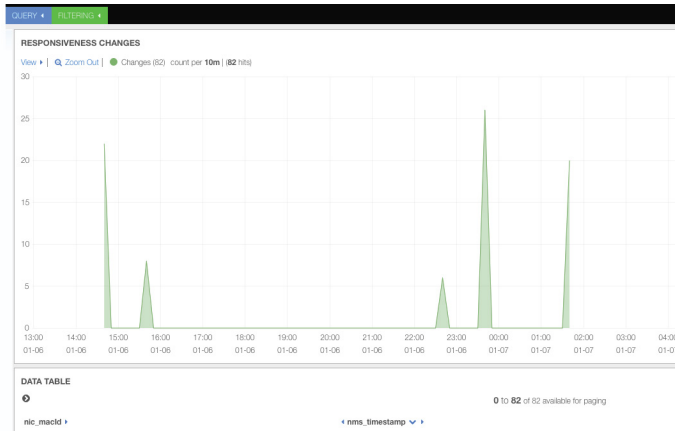 QUERY FILTERING
RESPONSIVENESS CHANGES
View | Zoom Out | Changes (82) count per 10m | (82 hits)
30
25
20
15
10
5
0
13:00 14:00 15:00 16:00 17:00 18:00 19:00 20:00 21:00 22:00 23:00 00:00 01:00 02:00 03:00 04:00
01-06 01-06 01-06 01-06 01-06 01-06 01-06 01-06 01-06 01-06 01-06 01-07 01-07 01-07 01-07 01-0
DATA TABLE
0 to 82 of 82 available for paging
nic_macId nms_timestamp